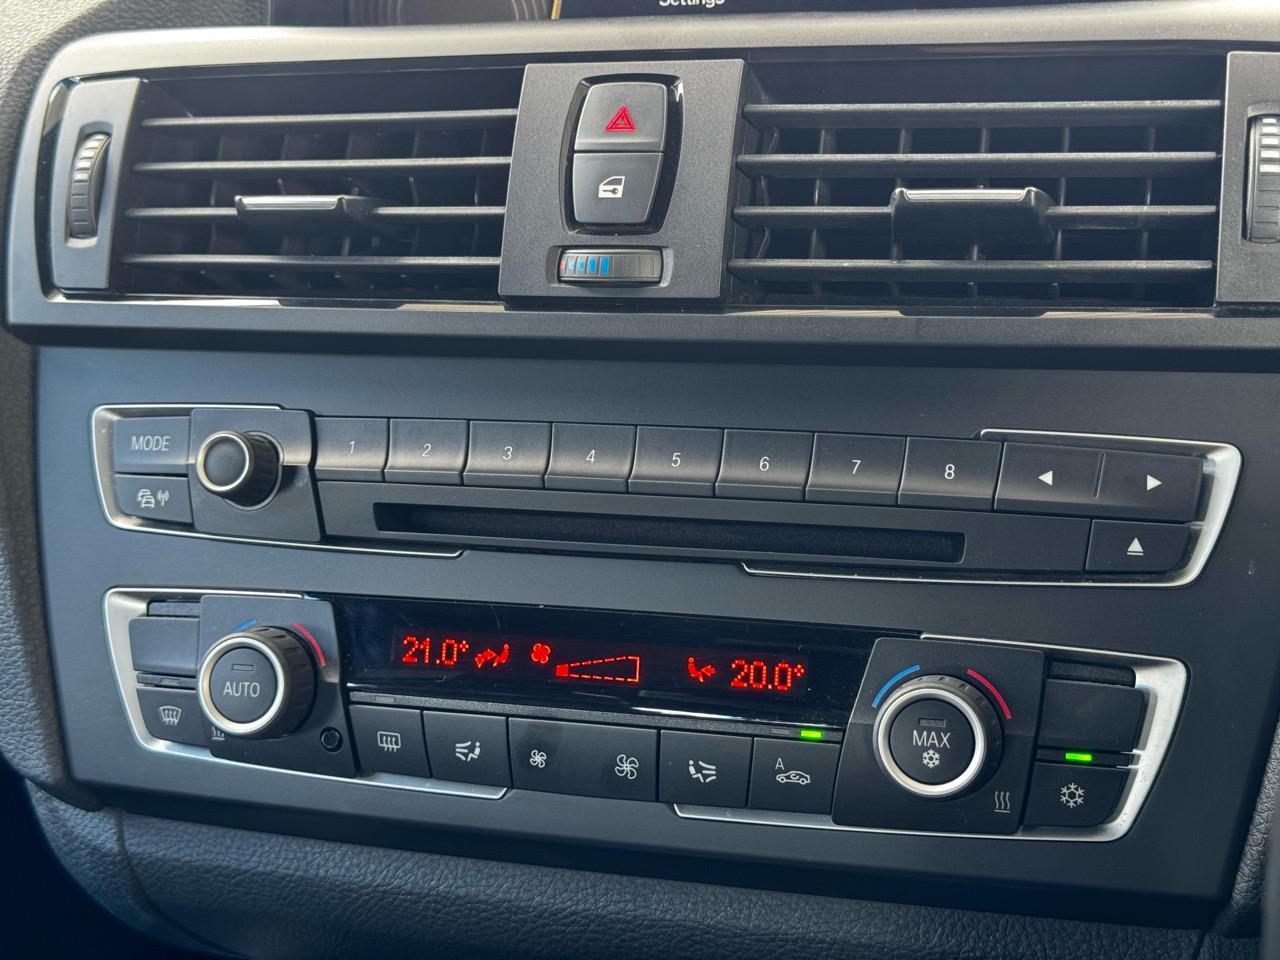 Settings
MODE
1 2 3 4 5 6 7 8
21.0° 20.0°
AUTO
A
MAX